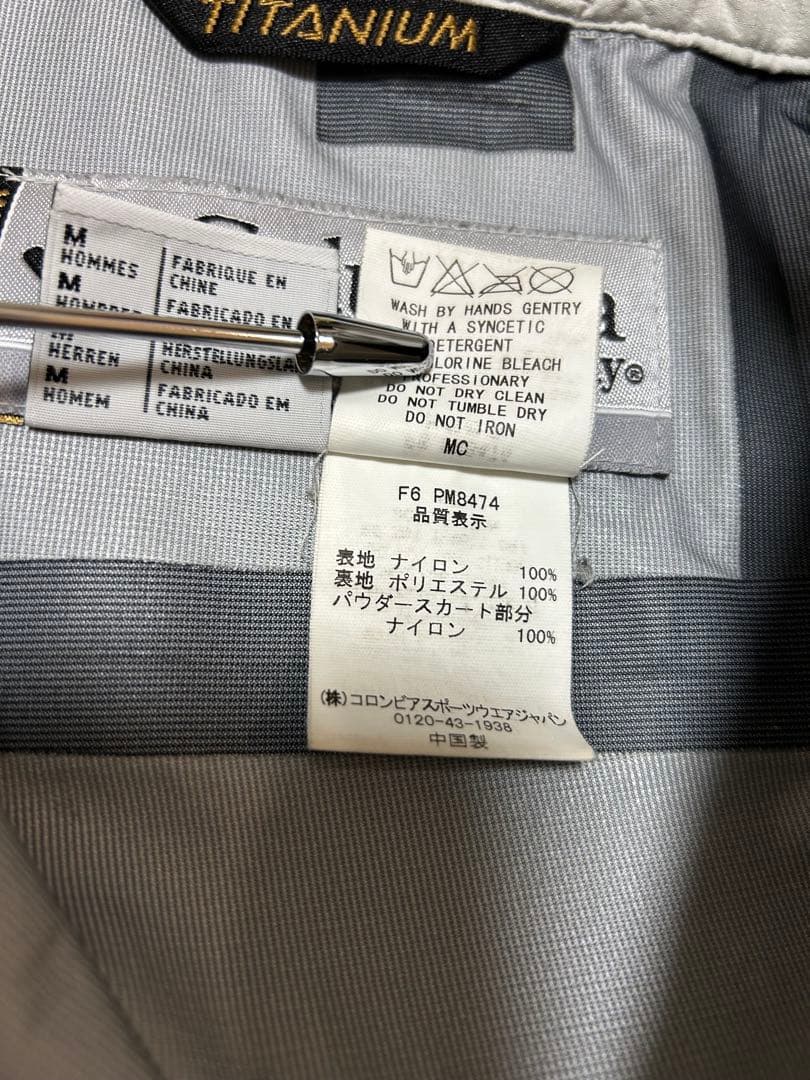 TITANIUM
M
HOMMES
FABRIQUE EN
CHINE
M
FABRICADO EN
HERREN
CHINA
M
HOMEM
FABRICADO EM
CHINA
WASH BY HANDS GENTRY
WITH A SYNCETIC
DETERGENT
BLEACH
DO NOT DRY CLEAN
DO NOT TUMBLE DRY
DO NOT IRON
MC
F6 PM8474
品質表示
表地 ナイロン 100%
裏地 ポリエステル 100%
パウダースカート部分
ナイロン 100%
(株)コロンビアスポーツウエアジャパン
0120-43-1938
中国製